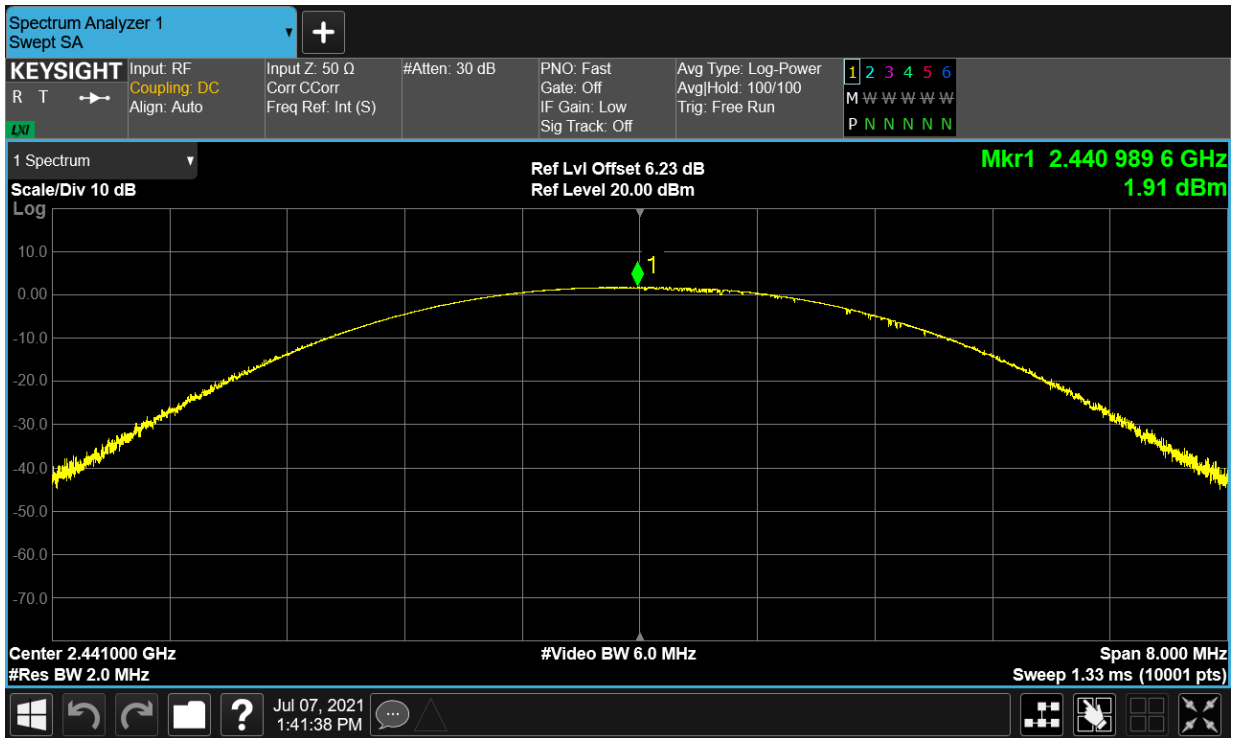 Spectrum Analyzer 1
Swept SA
+
KEYSIGHT
R T
LXI
Input: RF
Coupling: DC
Align: Auto
Input Z: 50 Ω
Corr CCorr
Freq Ref: Int (S)
#Atten: 30 dB
PNO: Fast
Gate: Off
IF Gain: Low
Sig Track: Off
Avg Type: Log-Power
Avg|Hold: 100/100
Trig: Free Run
1 2 3 4 5 6
M W W W W W
P N N N N N
1 Spectrum
Scale/Div 10 dB
Log
Ref Lvl Offset 6.23 dB
Ref Level 20.00 dBm
Mkr1 2.440 989 6 GHz
1.91 dBm
1
10.0
0.00
-10.0
-20.0
-30.0
-40.0
-50.0
-60.0
-70.0
Center 2.441000 GHz
#Res BW 2.0 MHz
#Video BW 6.0 MHz
Span 8.000 MHz
Sweep 1.33 ms (10001 pts)
?
Jul 07, 2021
1:41:38 PM